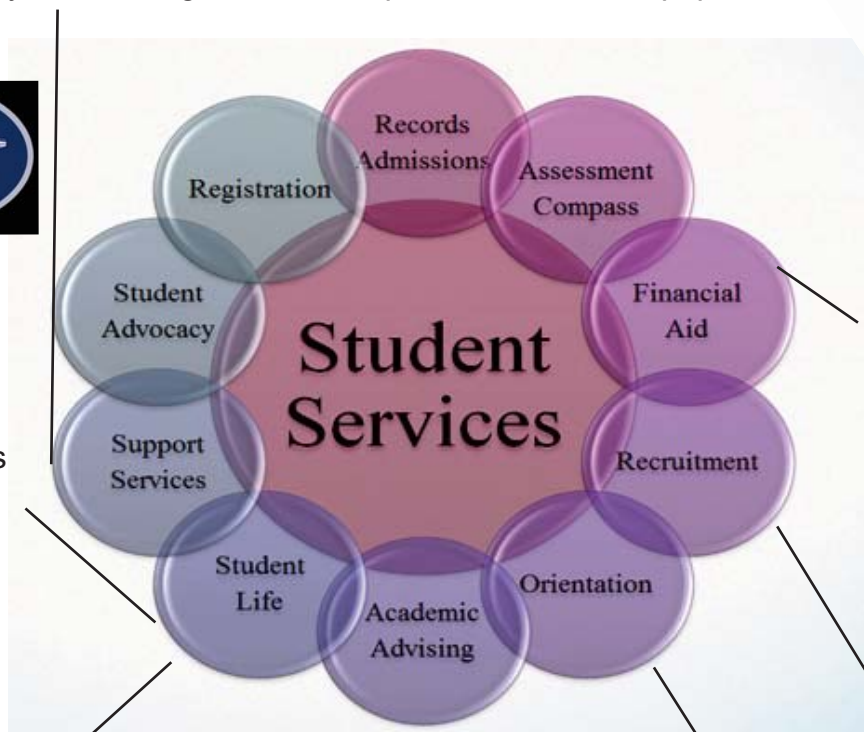 Records
Admissions
Assessment
Compass
Registration
Financial
Aid
Student
Advocacy
Student
Services
Support
Services
Recruitment
Student
Life
Orientation
Academic
Advising